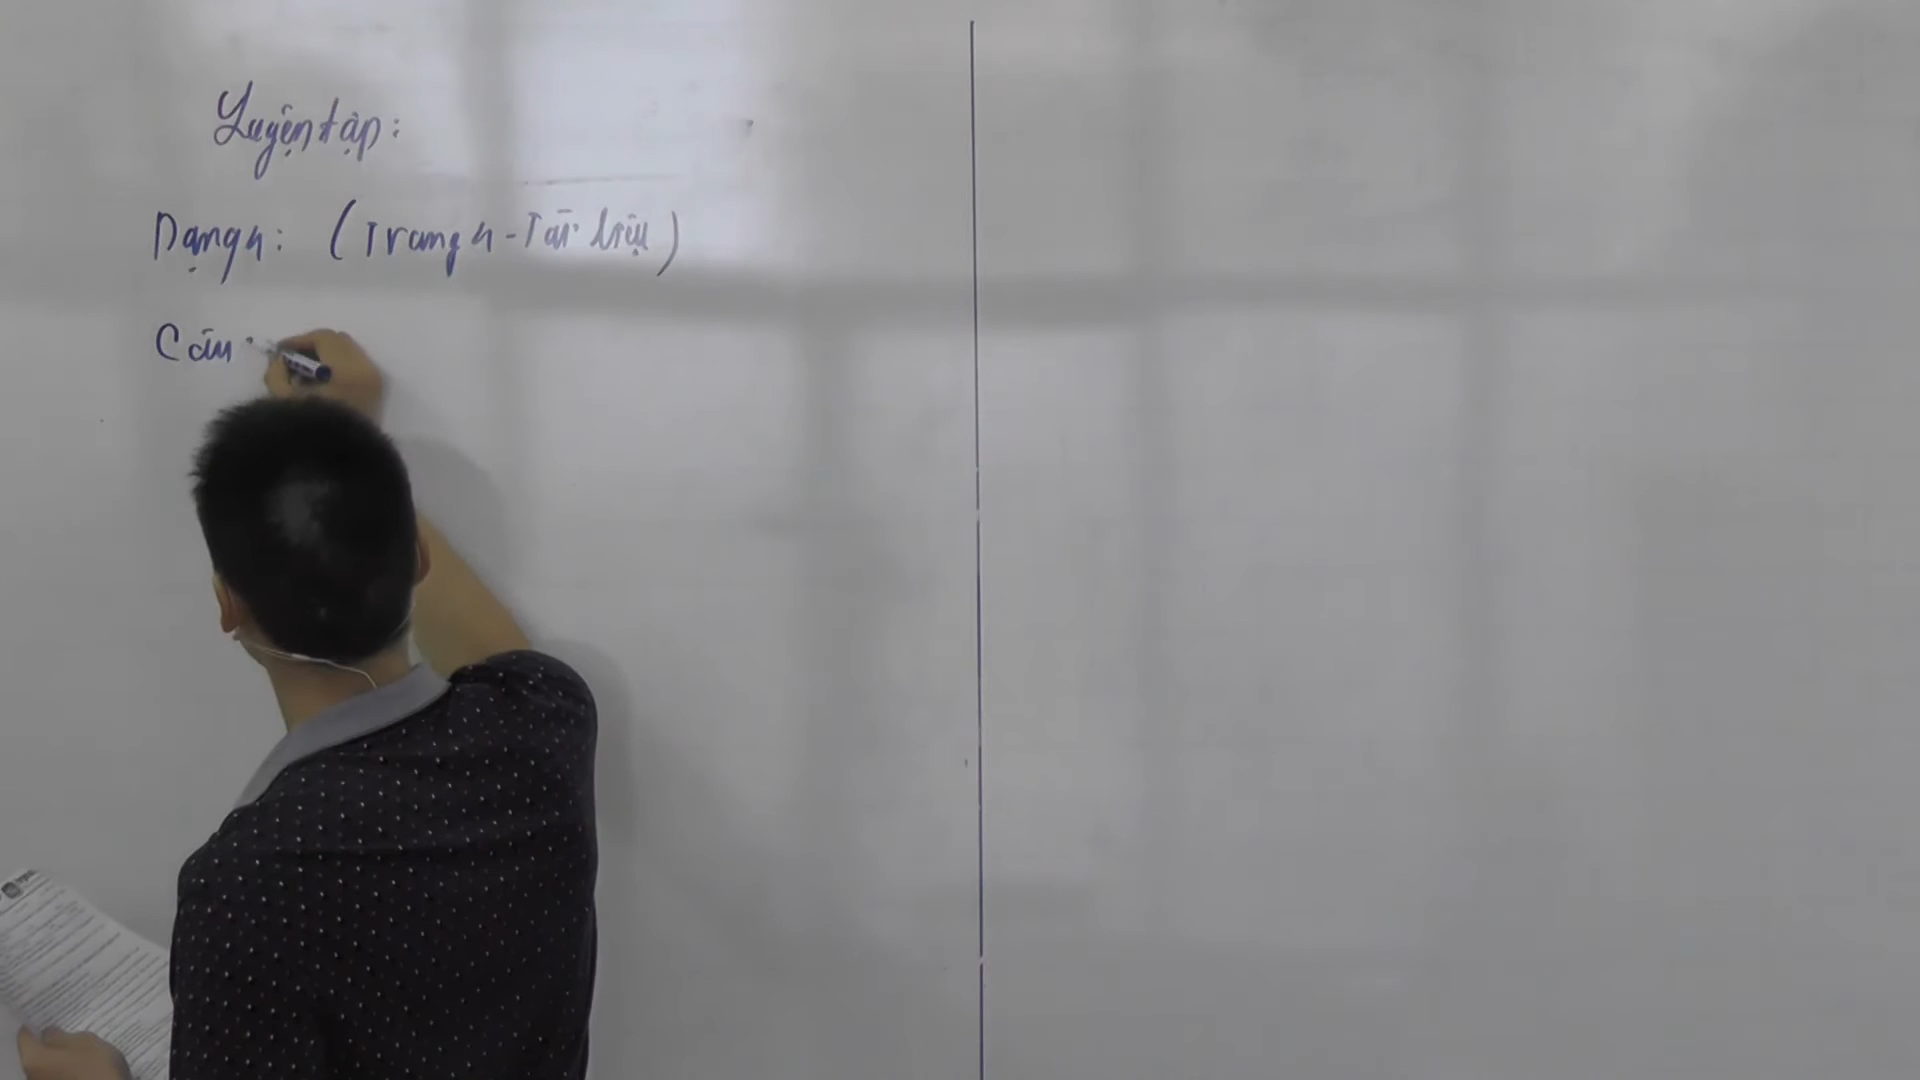 Luyện tập:
Dạng 4: (Trang 4 - Tài liệu)
Câu